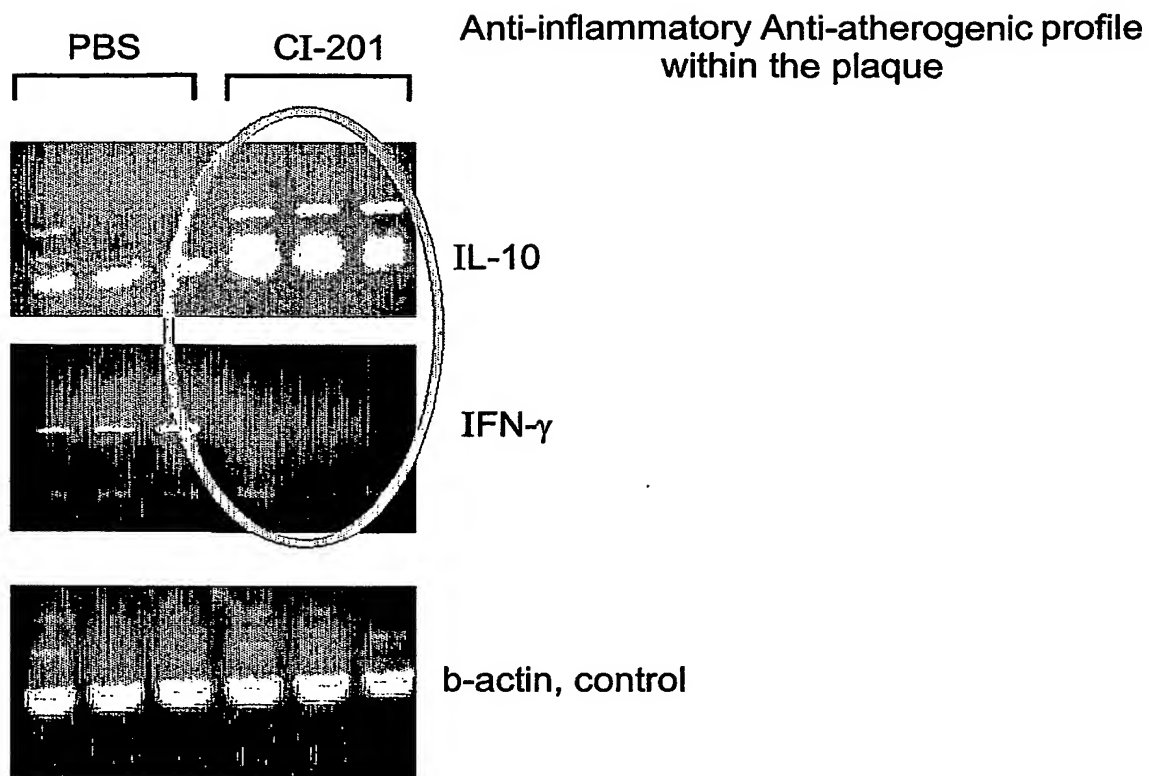 PBS CI-201 Anti-inflammatory Anti-atherogenic profile
within the plaque
IL-10
IFN-γ
b-actin, control